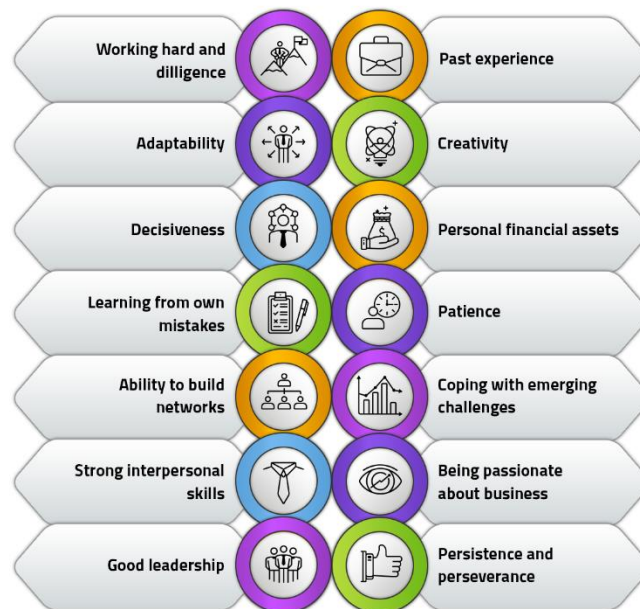 Working hard and
dilligence
Past experience
Adaptability
Creativity
Decisiveness
Personal financial assets
Learning from own
mistakes
Patience
Ability to build
networks
Coping with emerging
challenges
Strong interpersonal
skills
Being passionate
about business
Good leadership
Persistence and
perseverance